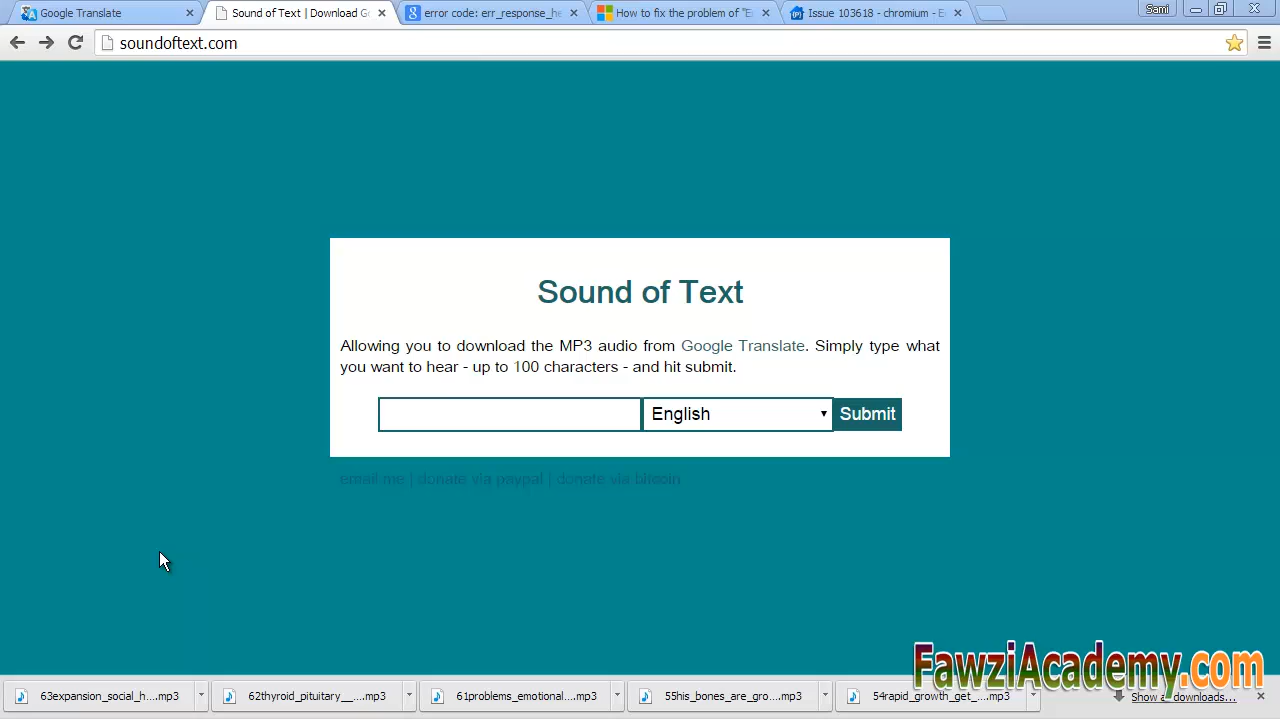 Google Translate
Sound of Text | Download Go
error code: err_response_he
How to fix the problem of "E
Issue 103618 - chromium - E
Sami
soundoftext.com
Sound of Text
Allowing you to download the MP3 audio from Google Translate. Simply type what
you want to hear - up to 100 characters - and hit submit.
English
Submit
email me | donate via paypal | donate via bitcoin
FawziAcademy.com
63expansion_social_h....mp3
62thyroid_pituitary__....mp3
61problems_emotional....mp3
55his_bones_are_gro....mp3
54rapid_growth_get_....mp3
Show all downloads...